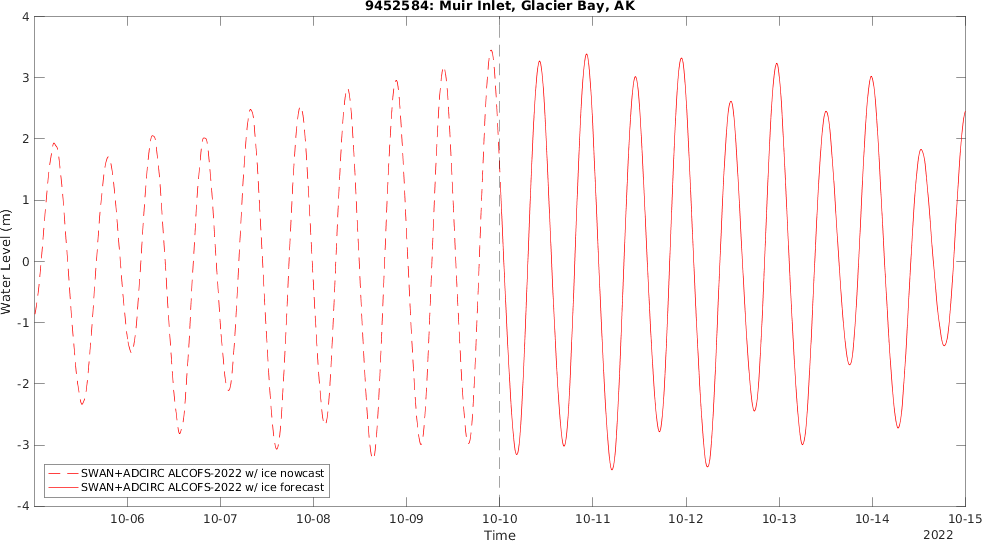 9452584: Muir Inlet, Glacier Bay, AK
4
3
2
1
0
-1
-2
-3
-4
Water Level (m)
SWAN+ADCIRC ALCOFS-2022 w/ ice nowcast
SWAN+ADCIRC ALCOFS-2022 w/ ice forecast
10-06 10-07 10-08 10-09 10-10 10-11 10-12 10-13 10-14 10-15
Time
2022